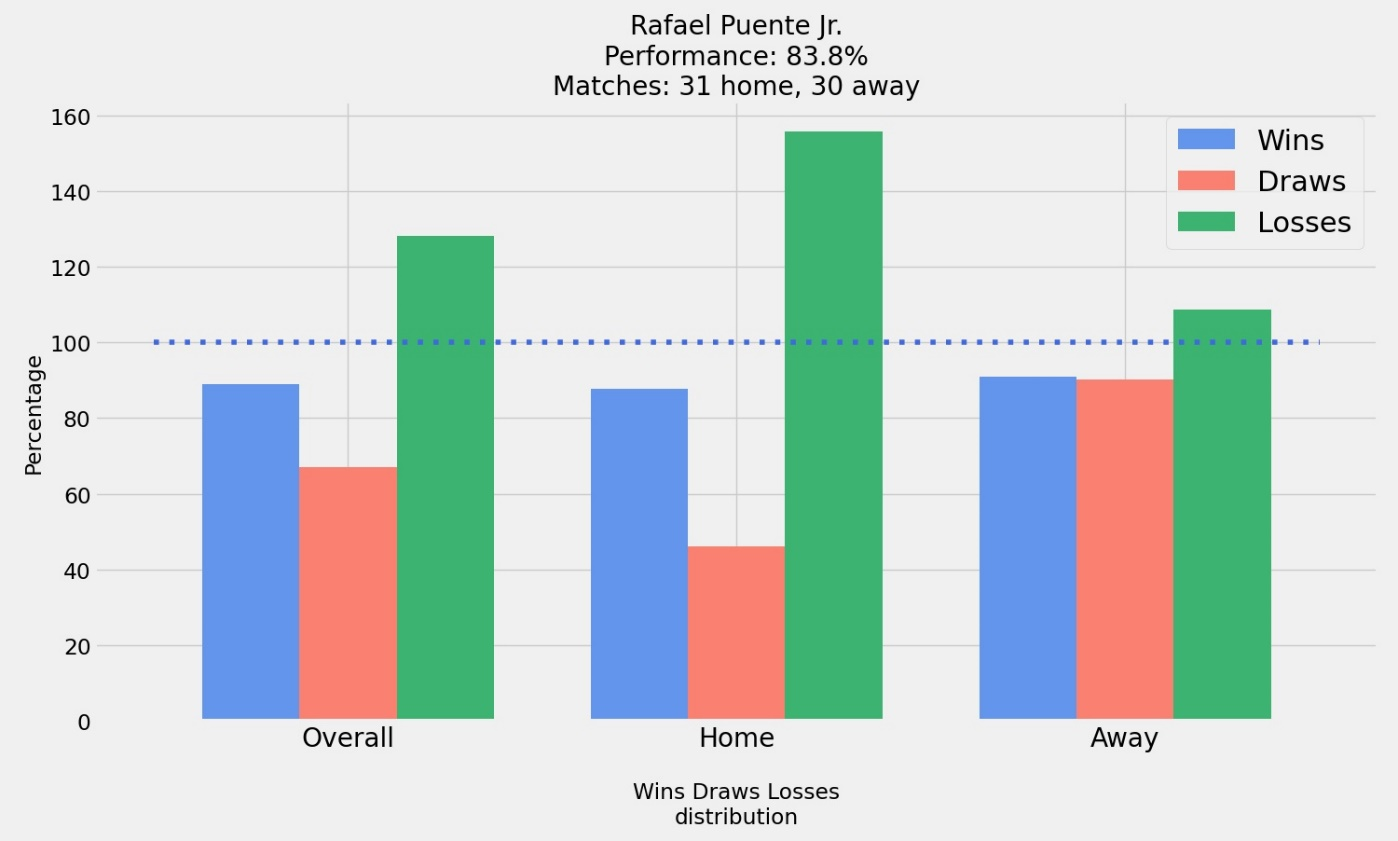 Rafael Puente Jr.
Performance: 83.8%
Matches: 31 home, 30 away
160
140
120
100
80
60
40
20
0
Percentage
Wins
Draws
Losses
Overall
Home
Away
Wins Draws Losses
distribution